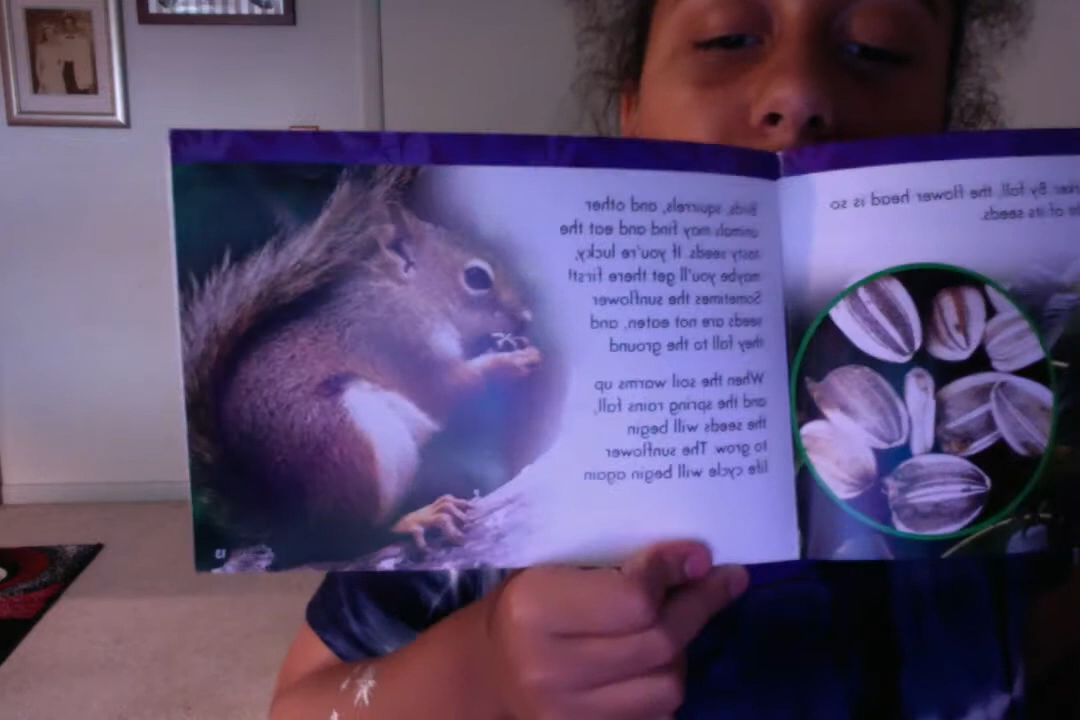 rker. By fall, the flower head is so
ht of its seeds.
Birds, squirrels, and other
animals may find and eat the
tasty seeds. If you're lucky,
maybe you'll get there first!
Sometimes the sunflower
seeds are not eaten, and
they fall to the ground
When the soil warms up
and the spring rains fall,
the seeds will begin
to grow. The sunflower
life cycle will begin again
13